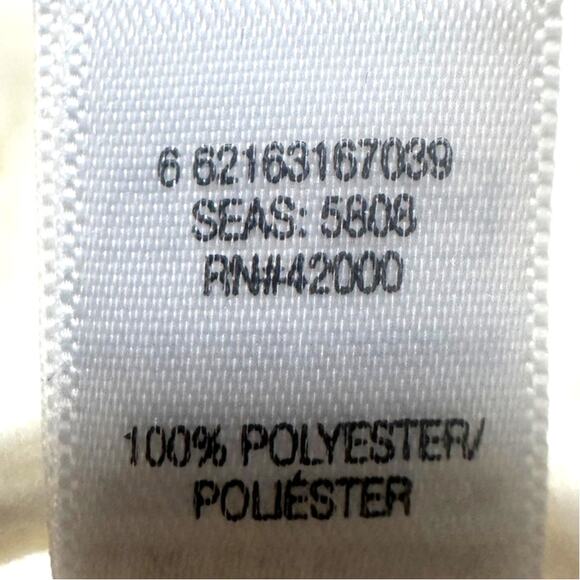 6 62163167039
SEAS: 5808
RN#42000
100% POLYESTER/
POLIÉSTER